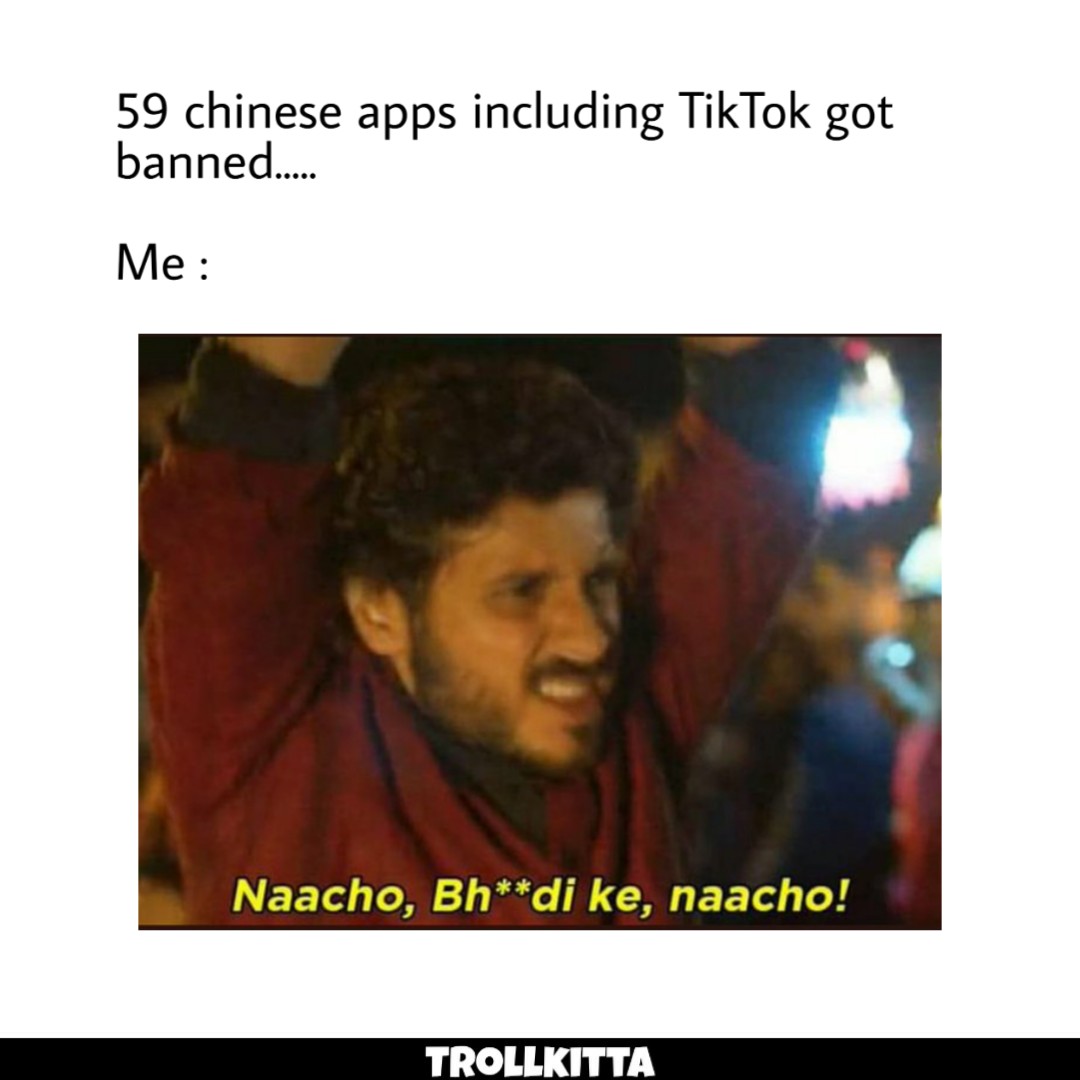 59 chinese apps including TikTok got
banned.....
Me :
Naacho, Bh**di ke, naacho!
TROLLKITTA